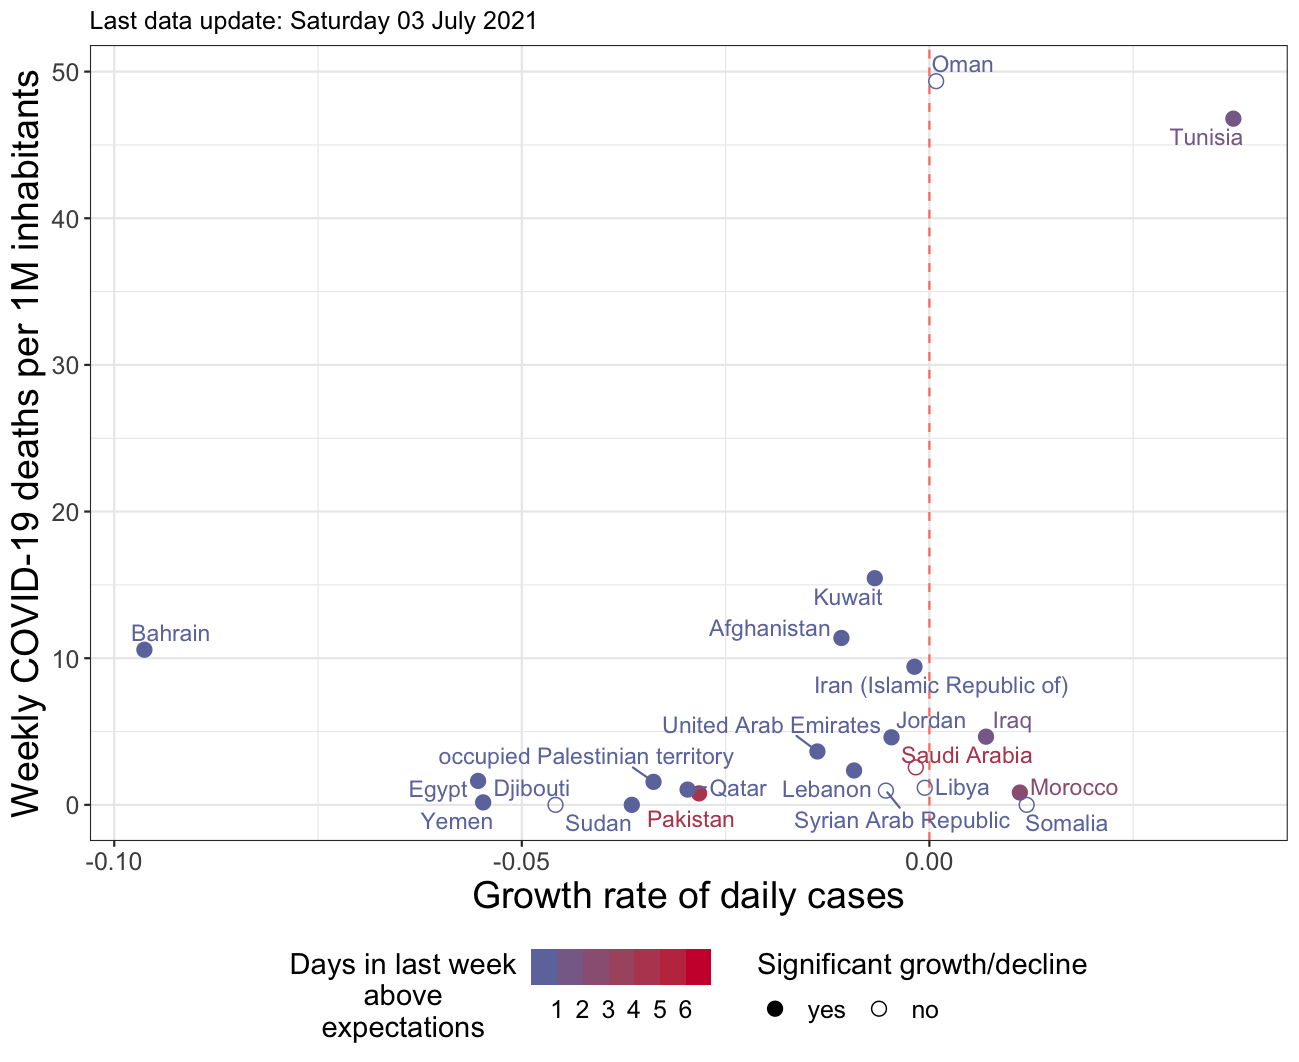 Last data update: Saturday 03 July 2021
Weekly COVID-19 deaths per 1M inhabitants
50
40
30
20
10
0
Oman
Tunisia
Kuwait
Afghanistan
Bahrain
Iran (Islamic Republic of)
United Arab Emirates
Jordan
Iraq
occupied Palestinian territory
Saudi Arabia
Egypt
Djibouti
Qatar
Lebanon
Libya
Morocco
Yemen
Sudan
Pakistan
Syrian Arab Republic
Somalia
-0.10
-0.05
0.00
Growth rate of daily cases
Days in last week
above
expectations
1 2 3 4 5 6
Significant growth/decline
yes
no